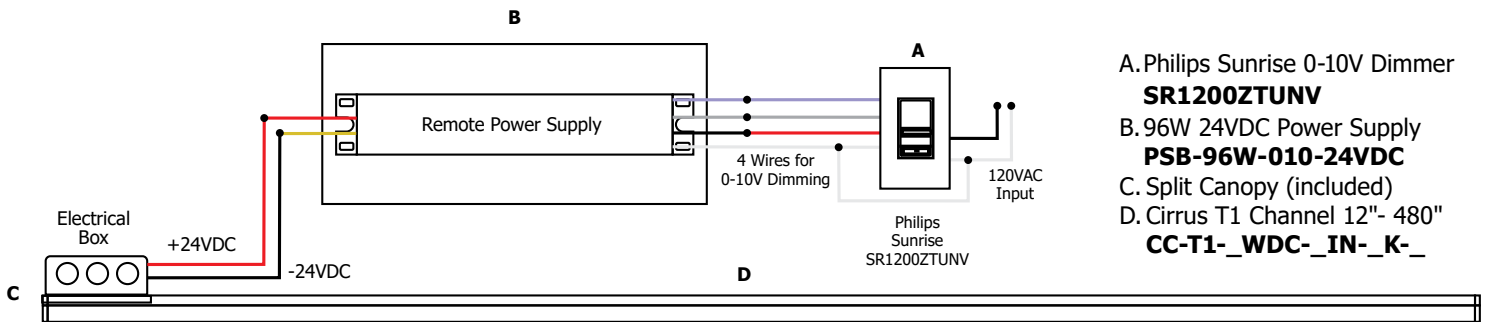 B
A
Remote Power Supply
4 Wires for
0-10V Dimming
120VAC
Input
Philips
Sunrise
SR1200ZTUNV
Electrical
Box
+24VDC
-24VDC
C
D
A. Philips Sunrise 0-10V Dimmer
SR1200ZTUNV
B. 96W 24VDC Power Supply
PSB-96W-010-24VDC
C. Split Canopy (included)
D. Cirrus T1 Channel 12"- 480"
CC-T1-_WDC-_IN-_K-_